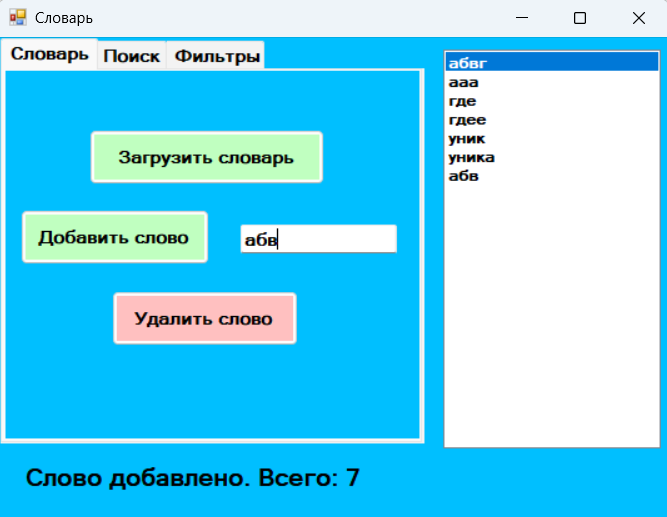 Словарь
Словарь Поиск Фильтры
Загрузить словарь
Добавить слово
абв
Удалить слово
абвг
ааа
где
гдее
уник
уника
абв
Слово добавлено. Всего: 7